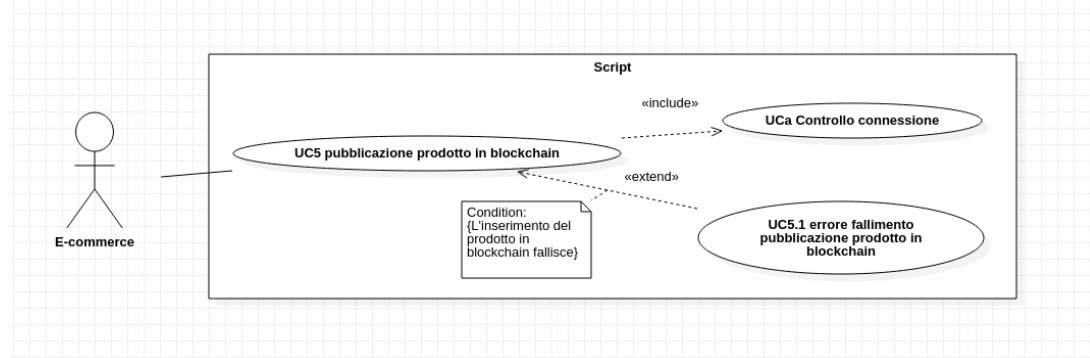 Script
«include»
UCa Controllo connessione
UC5 pubblicazione prodotto in blockchain
«extend»
Condition:
{L'inserimento del
prodotto in
blockchain fallisce}
UC5.1 errore fallimento
pubblicazione prodotto in
blockchain
E-commerce